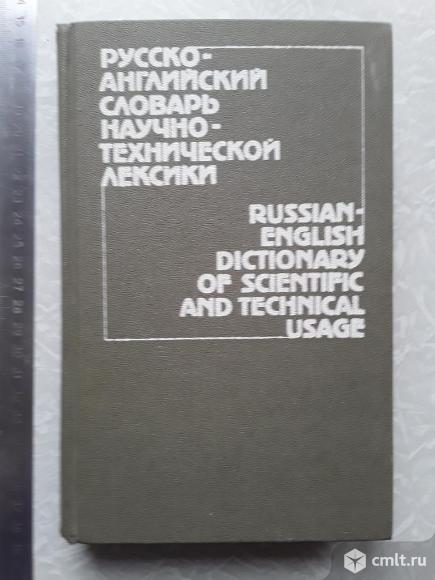 РУССКО-
АНГЛИЙСКИЙ
СЛОВАРЬ
НАУЧНО-
ТЕХНИЧЕСКОЙ
ЛЕКСИКИ
RUSSIAN-
ENGLISH
DICTIONARY
OF SCIENTIFIC
AND TECHNICAL
USAGE
cmlt.ru